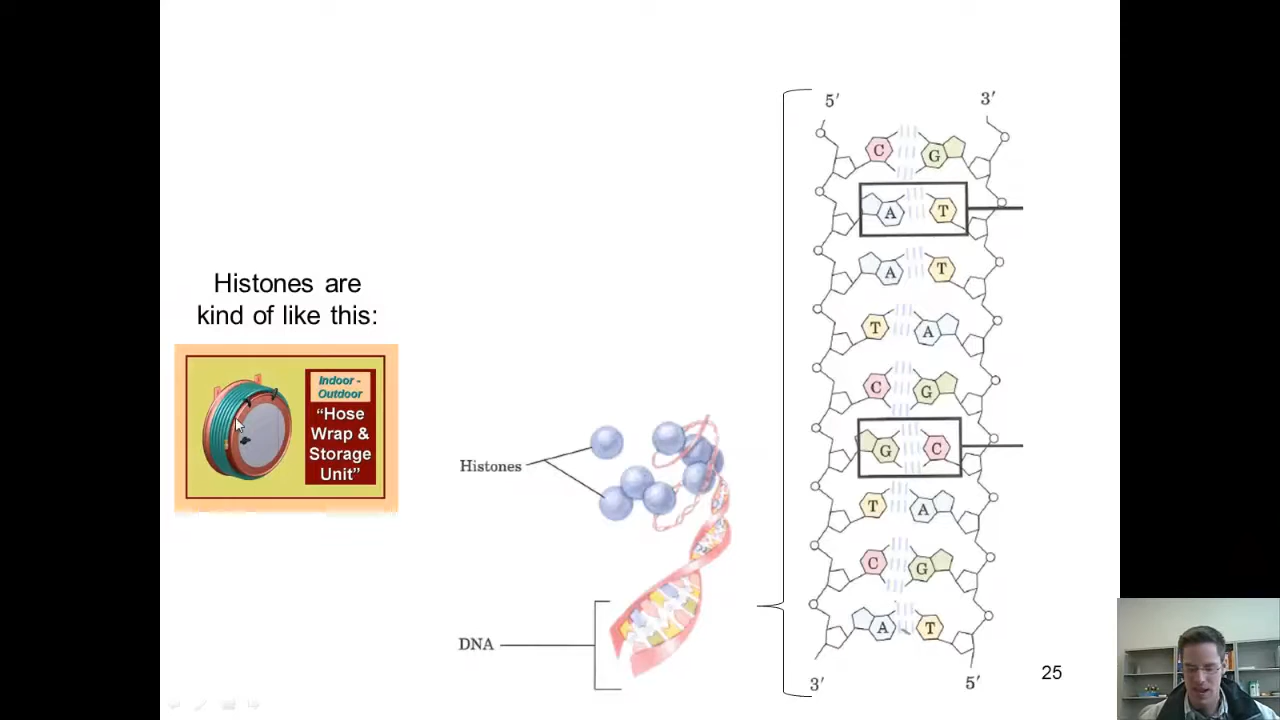 Histones are
kind of like this:
Indoor -
Outdoor
“Hose
Wrap &
Storage
Unit”
Histones
DNA
5′ 3′
C G
A T
A T
T A
C G
G C
T A
C G
A T
3′ 5′
25